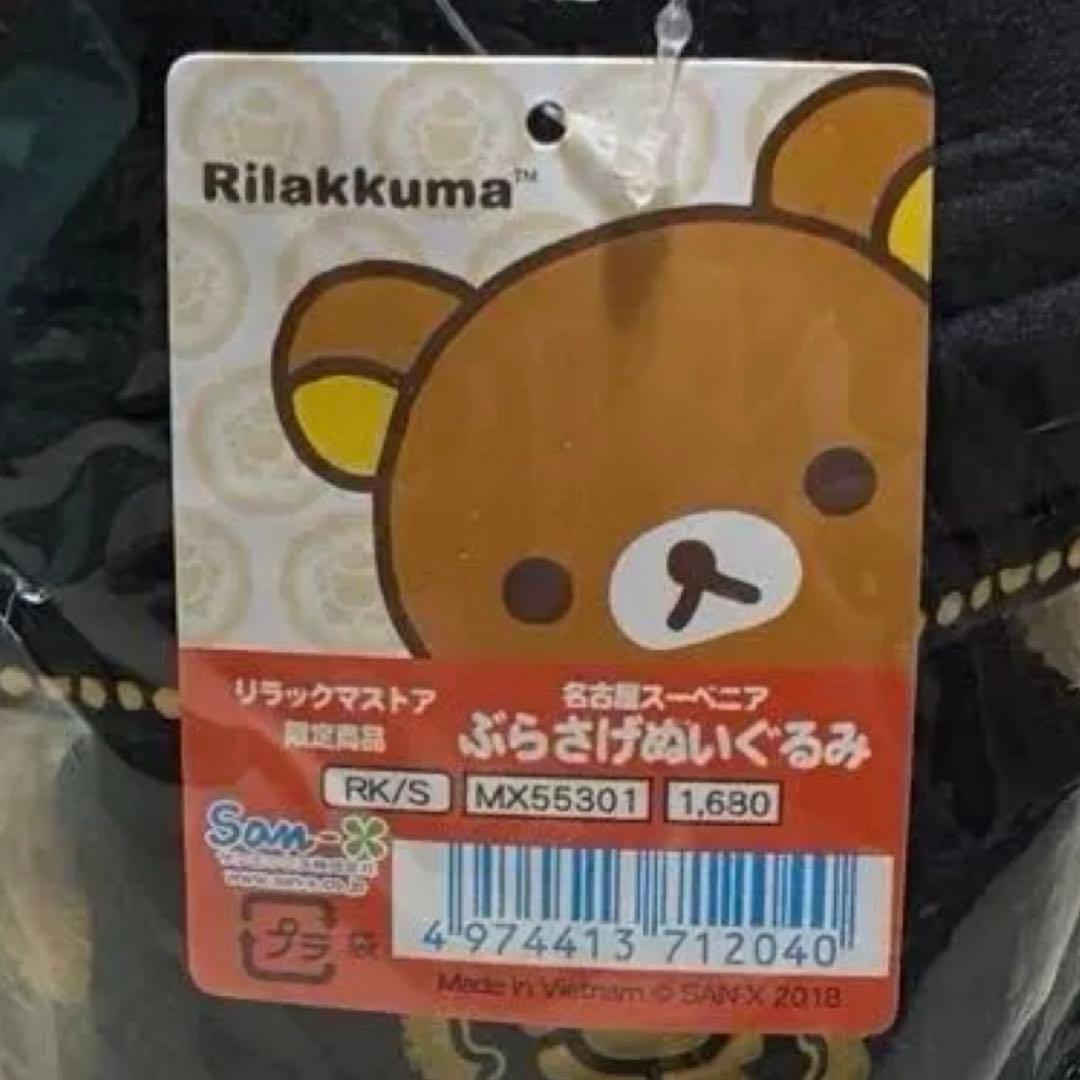 Rilakkuma™
リラックマストア
限定商品
名古屋スーベニア
ぶらさげぬいぐるみ
RK/S
MX55301
1,680
San-X
www.san-x.co.jp
プラ 袋
4 974413 712040
Made in Vietnam © SAN-X 2018